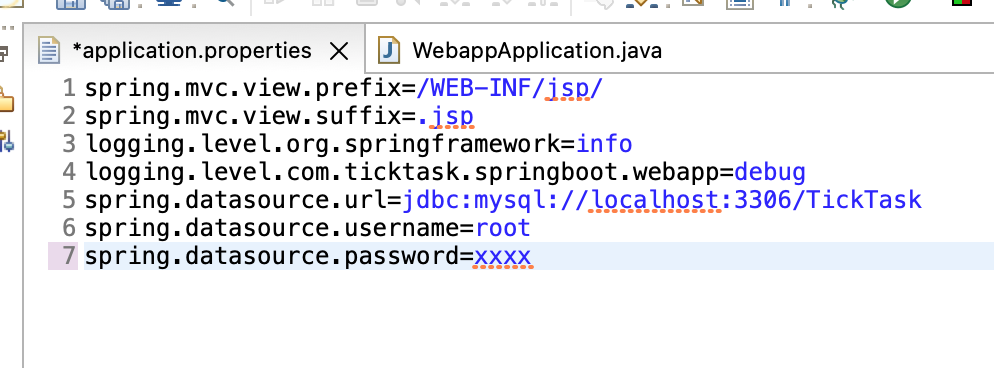 *application.properties
WebappApplication.java
1 spring.mvc.view.prefix=/WEB-INF/jsp/
2 spring.mvc.view.suffix=.jsp
3 logging.level.org.springframework=info
4 logging.level.com.ticktask.springboot.webapp=debug
5 spring.datasource.url=jdbc:mysql://localhost:3306/TickTask
6 spring.datasource.username=root
7 spring.datasource.password=xxxx